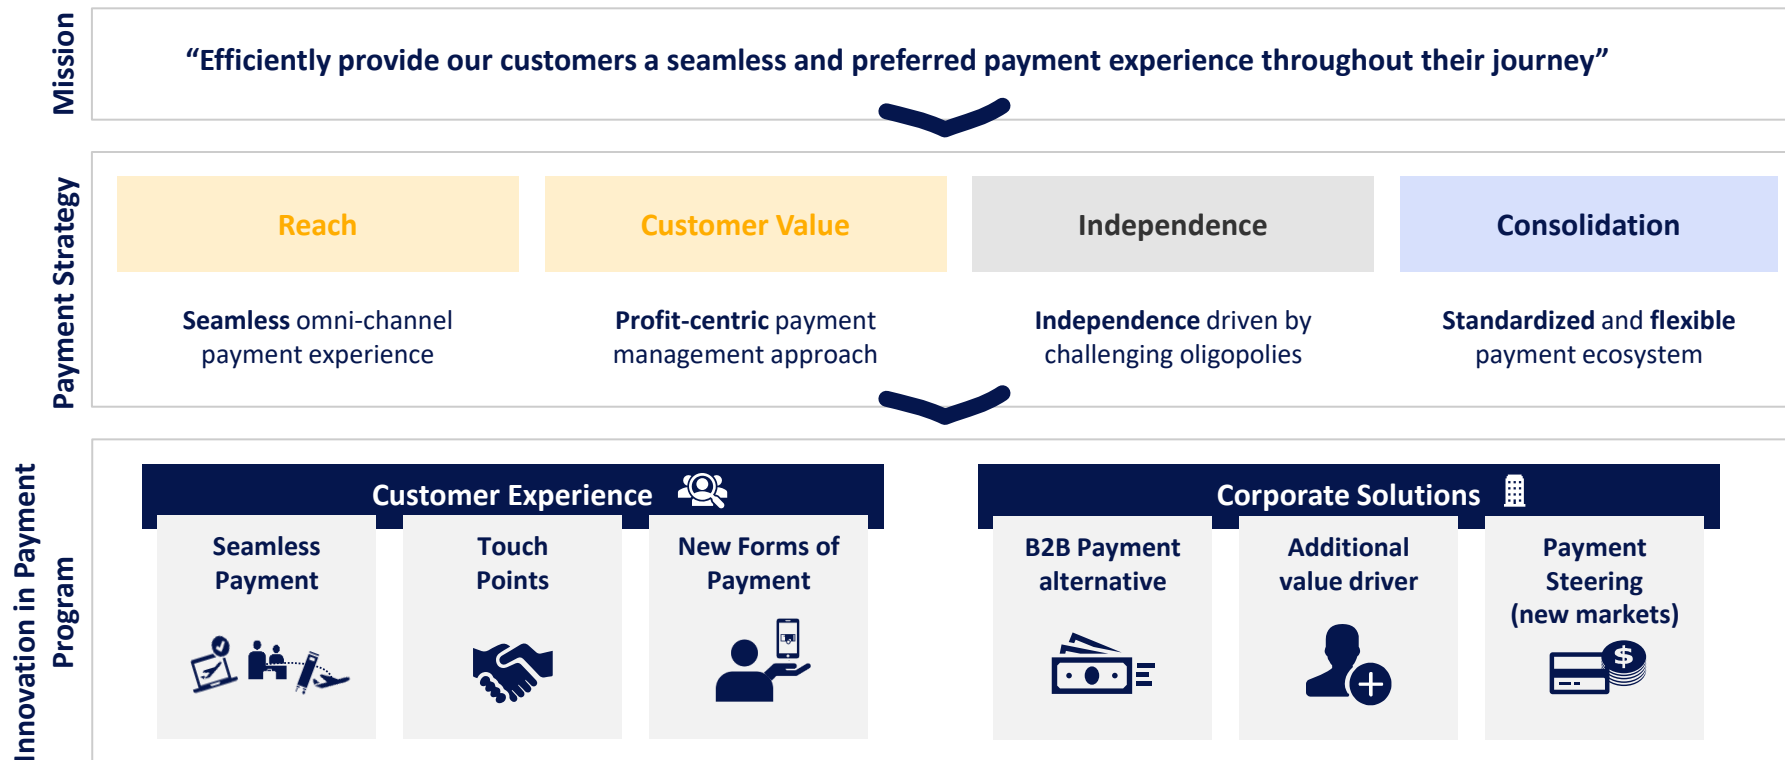 Mission
“Efficiently provide our customers a seamless and preferred payment experience throughout their journey”
Payment Strategy
Reach
Seamless omni-channel
payment experience
Customer Value
Profit-centric payment
management approach
Independence
Independence driven by
challenging oligopolies
Consolidation
Standardized and flexible
payment ecosystem
Innovation in Payment
Program
Customer Experience
Seamless
Payment
Touch
Points
New Forms of
Payment
Corporate Solutions
B2B Payment
alternative
Additional
value driver
Payment
Steering
(new markets)
$